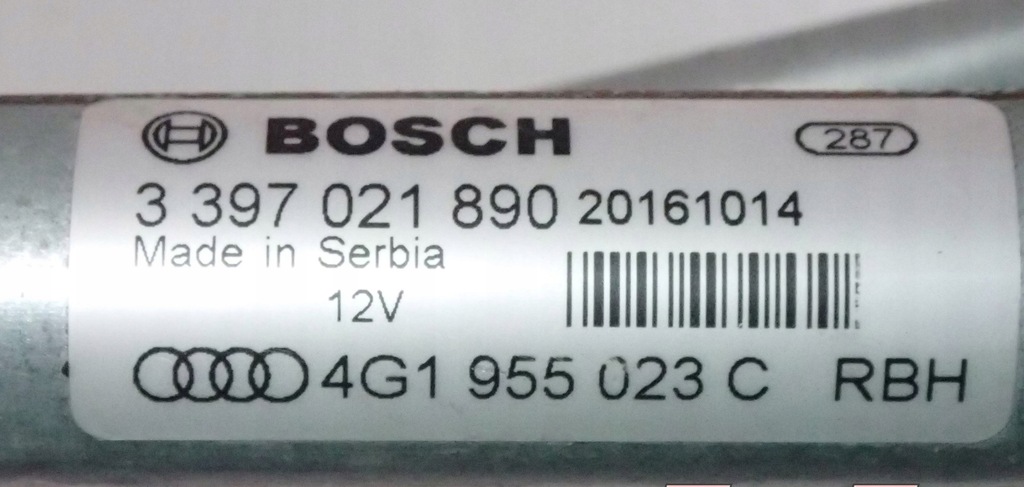 BOSCH 287
3 397 021 890 20161014
Made in Serbia
12V
4G1 955 023 C RBH